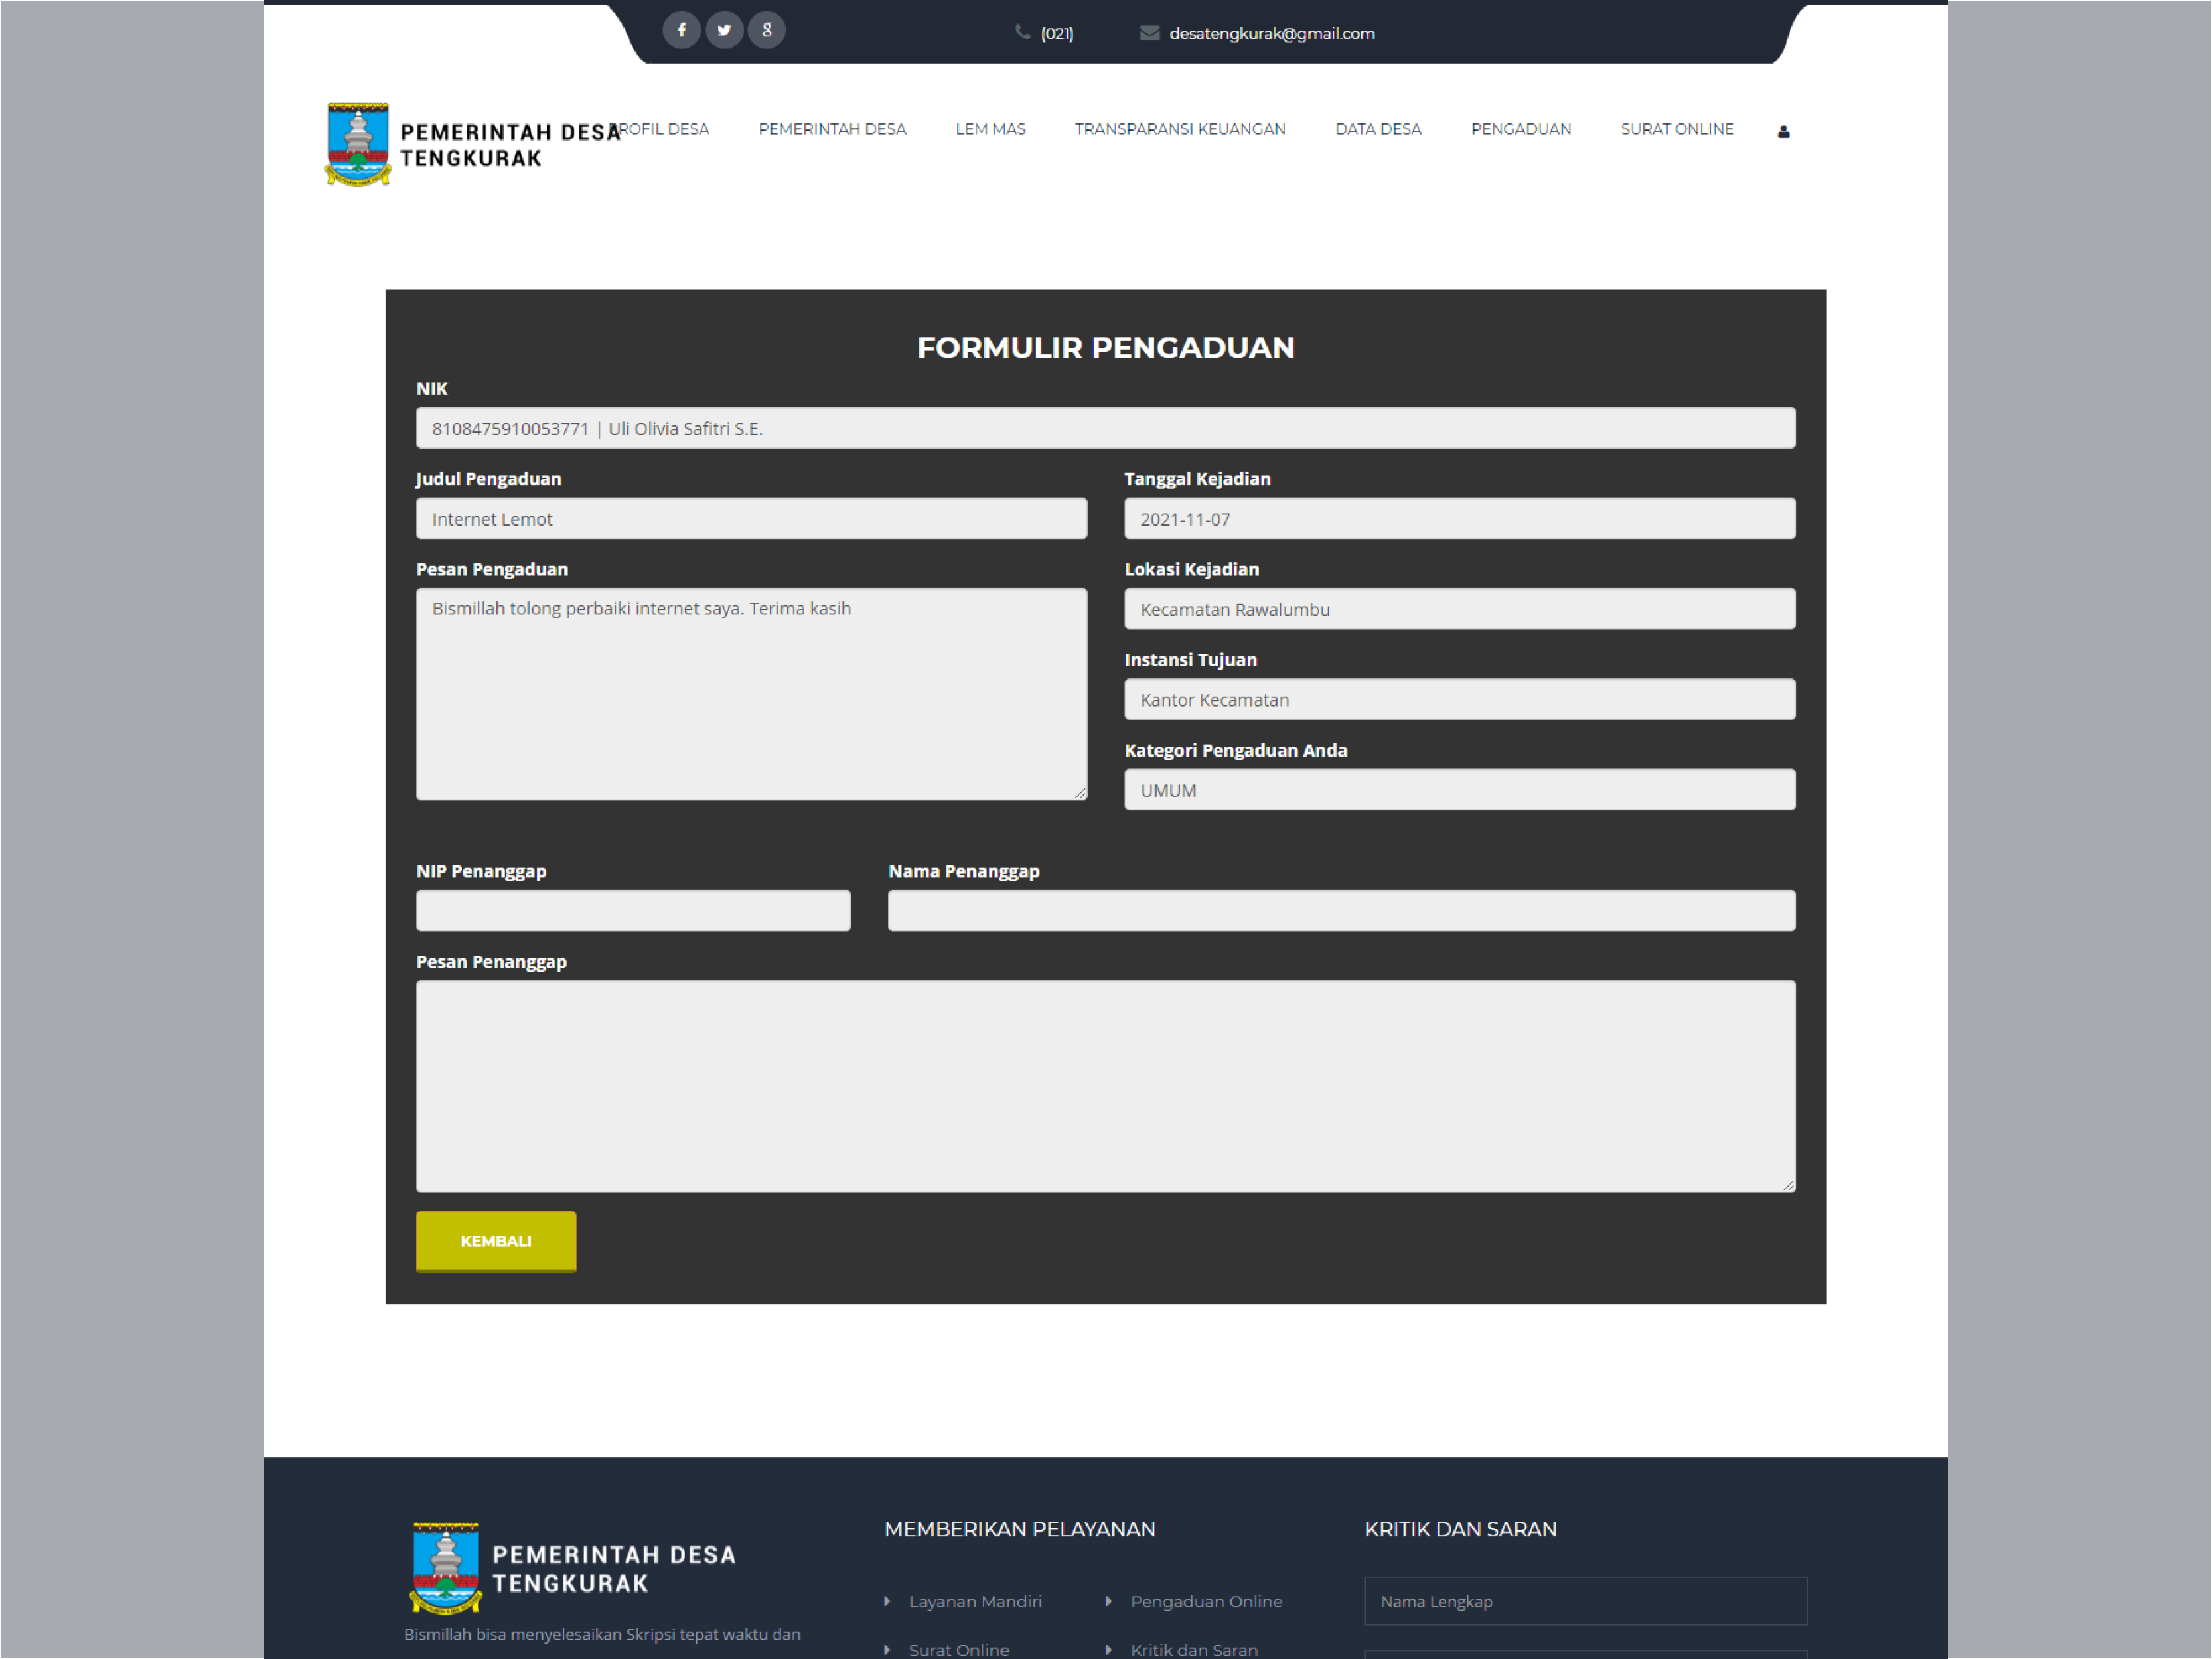 (021)
desatengkurak@gmail.com
PEMERINTAH DESA
TENGKURAK
PROFIL DESA
PEMERINTAH DESA
LEM MAS
TRANSPARANSI KEUANGAN
DATA DESA
PENGADUAN
SURAT ONLINE
FORMULIR PENGADUAN
NIK
8108475910053771 | Uli Olivia Safitri S.E.
Judul Pengaduan
Internet Lemot
Tanggal Kejadian
2021-11-07
Pesan Pengaduan
Bismillah tolong perbaiki internet saya. Terima kasih
Lokasi Kejadian
Kecamatan Rawalumbu
Instansi Tujuan
Kantor Kecamatan
Kategori Pengaduan Anda
UMUM
NIP Penanggap
Nama Penanggap
Pesan Penanggap
KEMBALI
PEMERINTAH DESA
TENGKURAK
Bismillah bisa menyelesaikan Skripsi tepat waktu dan
MEMBERIKAN PELAYANAN
Layanan Mandiri
Pengaduan Online
Surat Online
Kritik dan Saran
KRITIK DAN SARAN
Nama Lengkap